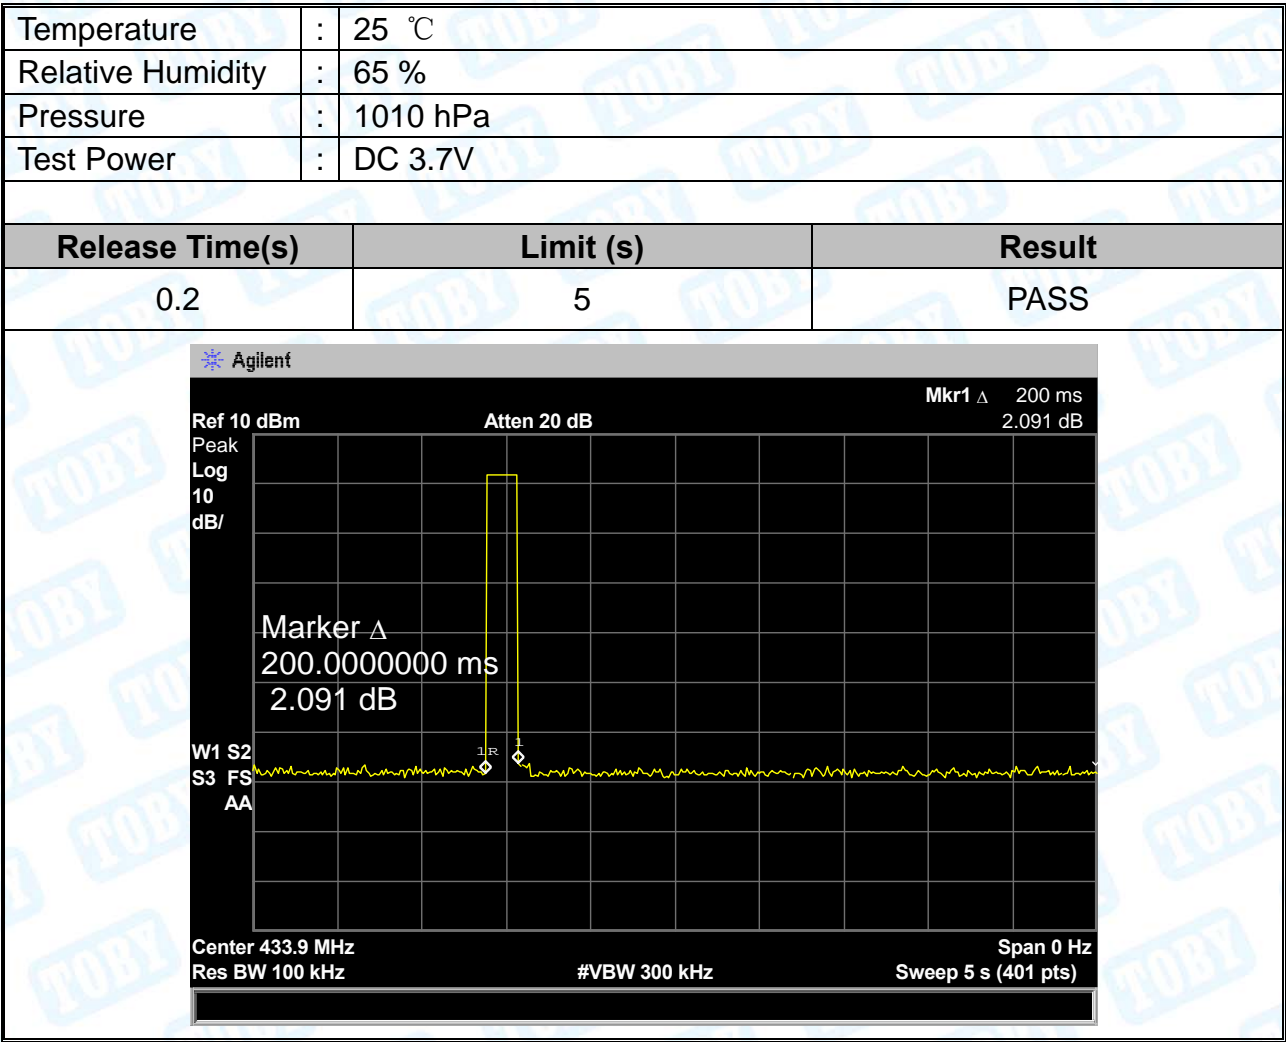 Temperature : 25 ℃
Relative Humidity : 65 %
Pressure : 1010 hPa
Test Power : DC 3.7V
Release Time(s) Limit (s) Result
0.2 5 PASS
Agilent
Mkr1 Δ 200 ms
Ref 10 dBm Atten 20 dB 2.091 dB
Peak
Log
10
dB/
Marker Δ
200.0000000 ms
2.091 dB
1R 1
W1 S2
S3 FS
AA
Center 433.9 MHz Span 0 Hz
Res BW 100 kHz #VBW 300 kHz Sweep 5 s (401 pts)
TOBY